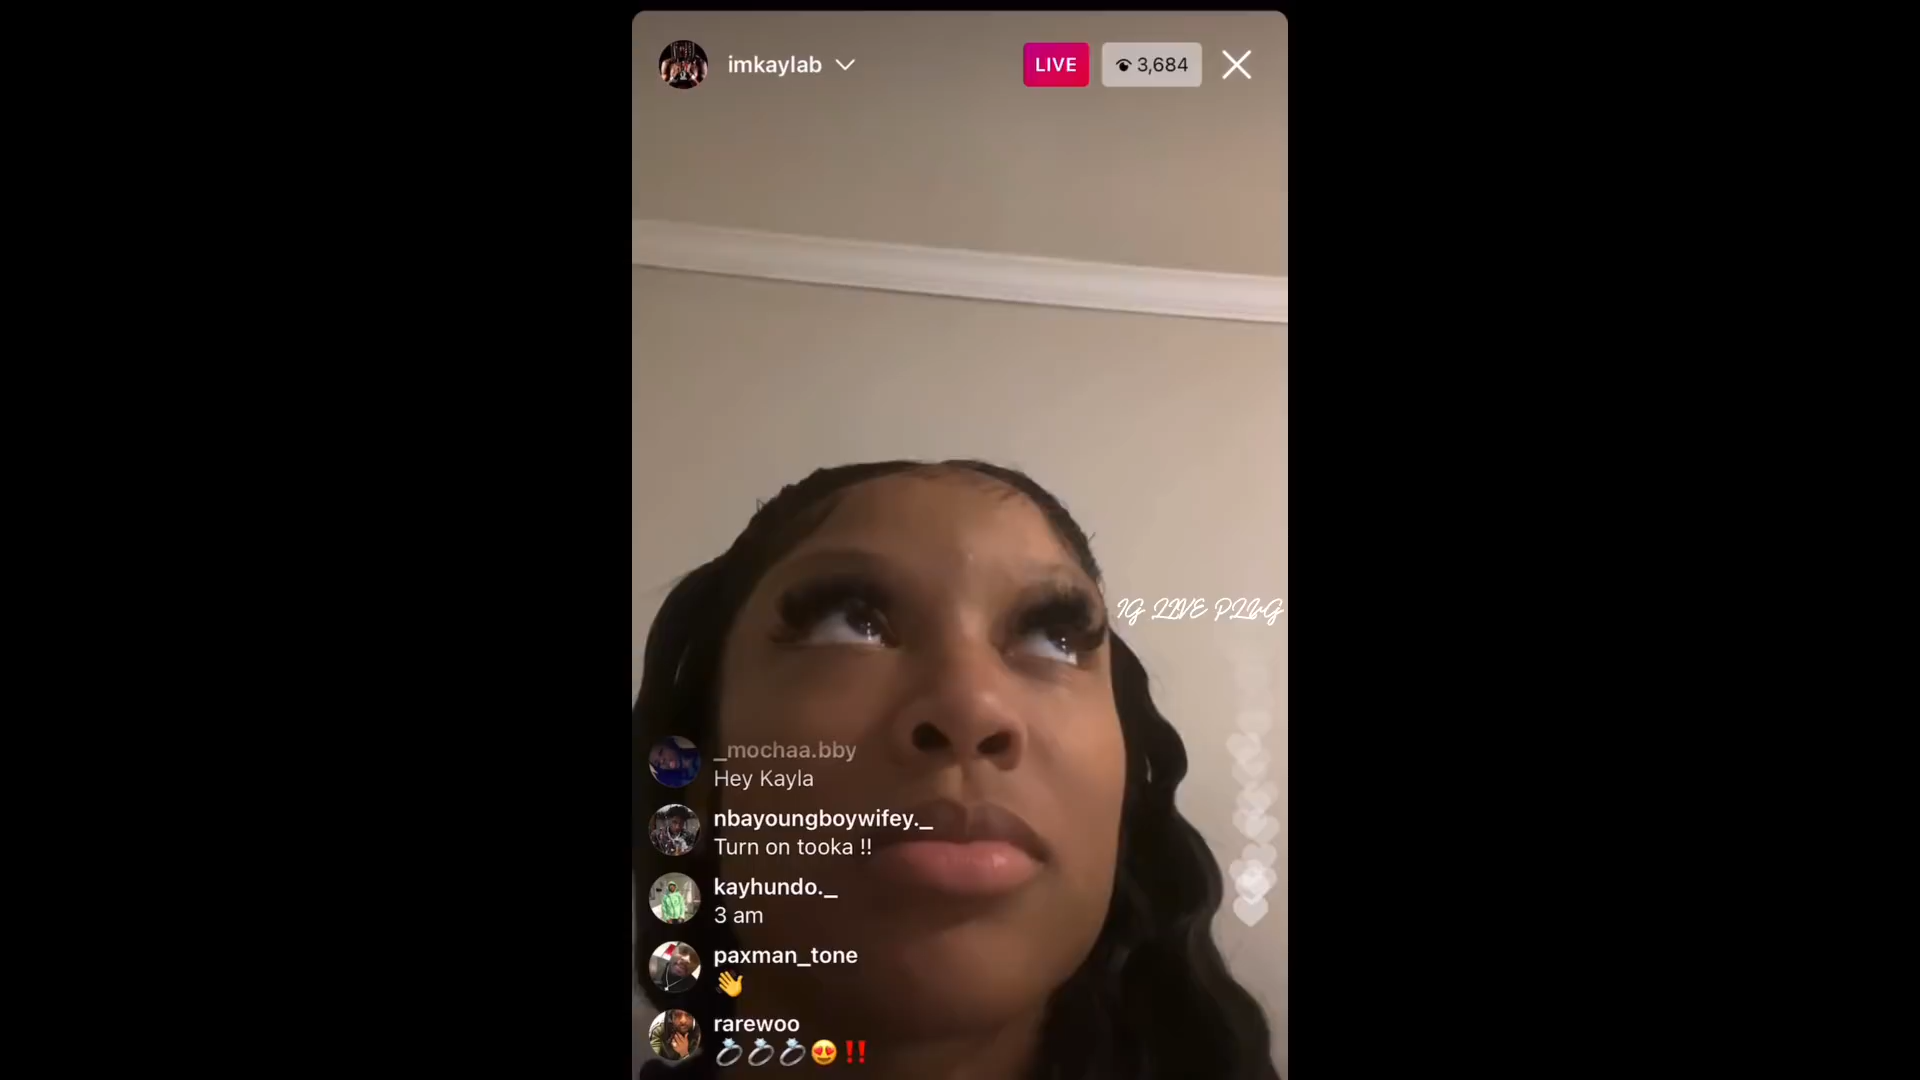 imkaylab
LIVE
3,684
IG LIVE PLUG
_mochaa.bby
Hey Kayla
nbayoungboywifey._
Turn on tooka !!
kayhundo._
3 am
paxman_tone
👋
rarewoo
💍💍💍😍‼️